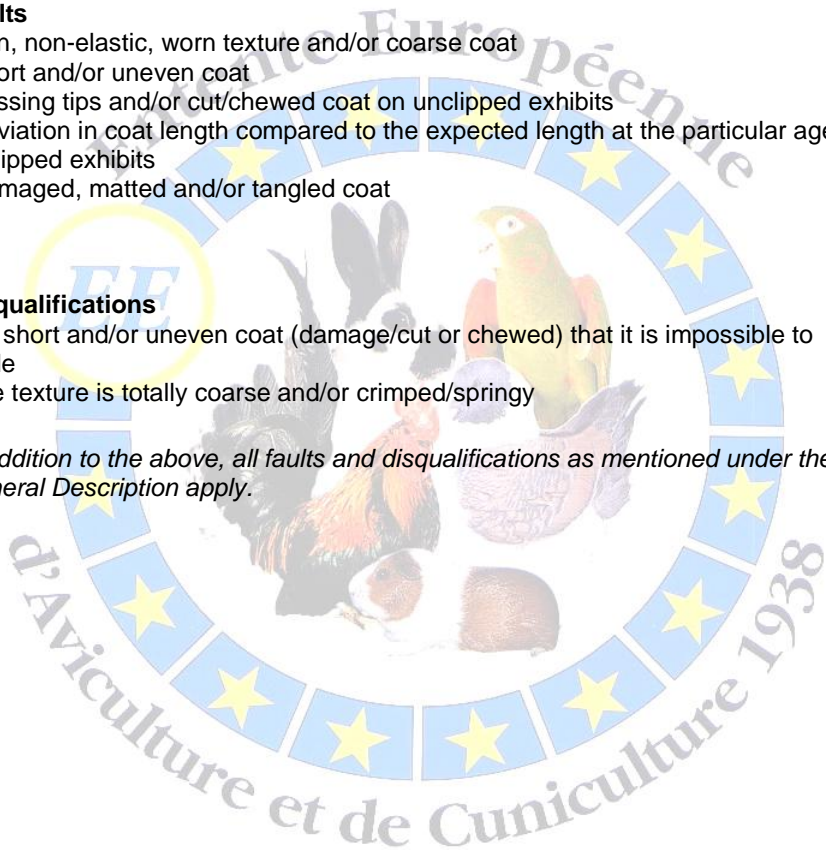 lts
n, non-elastic, worn texture and/or coarse coat
ort and/or uneven coat
ssing tips and/or cut/chewed coat on unclipped exhibits
viation in coat length compared to the expected length at the particular age
ipped exhibits
maged, matted and/or tangled coat
qualifications
short and/or uneven coat (damage/cut or chewed) that it is impossible to
le
e texture is totally coarse and/or crimped/springy
ddition to the above, all faults and disqualifications as mentioned under the
neral Description apply.
Entente Européenne
EE
d'Aviculture et de Cuniculture 1938